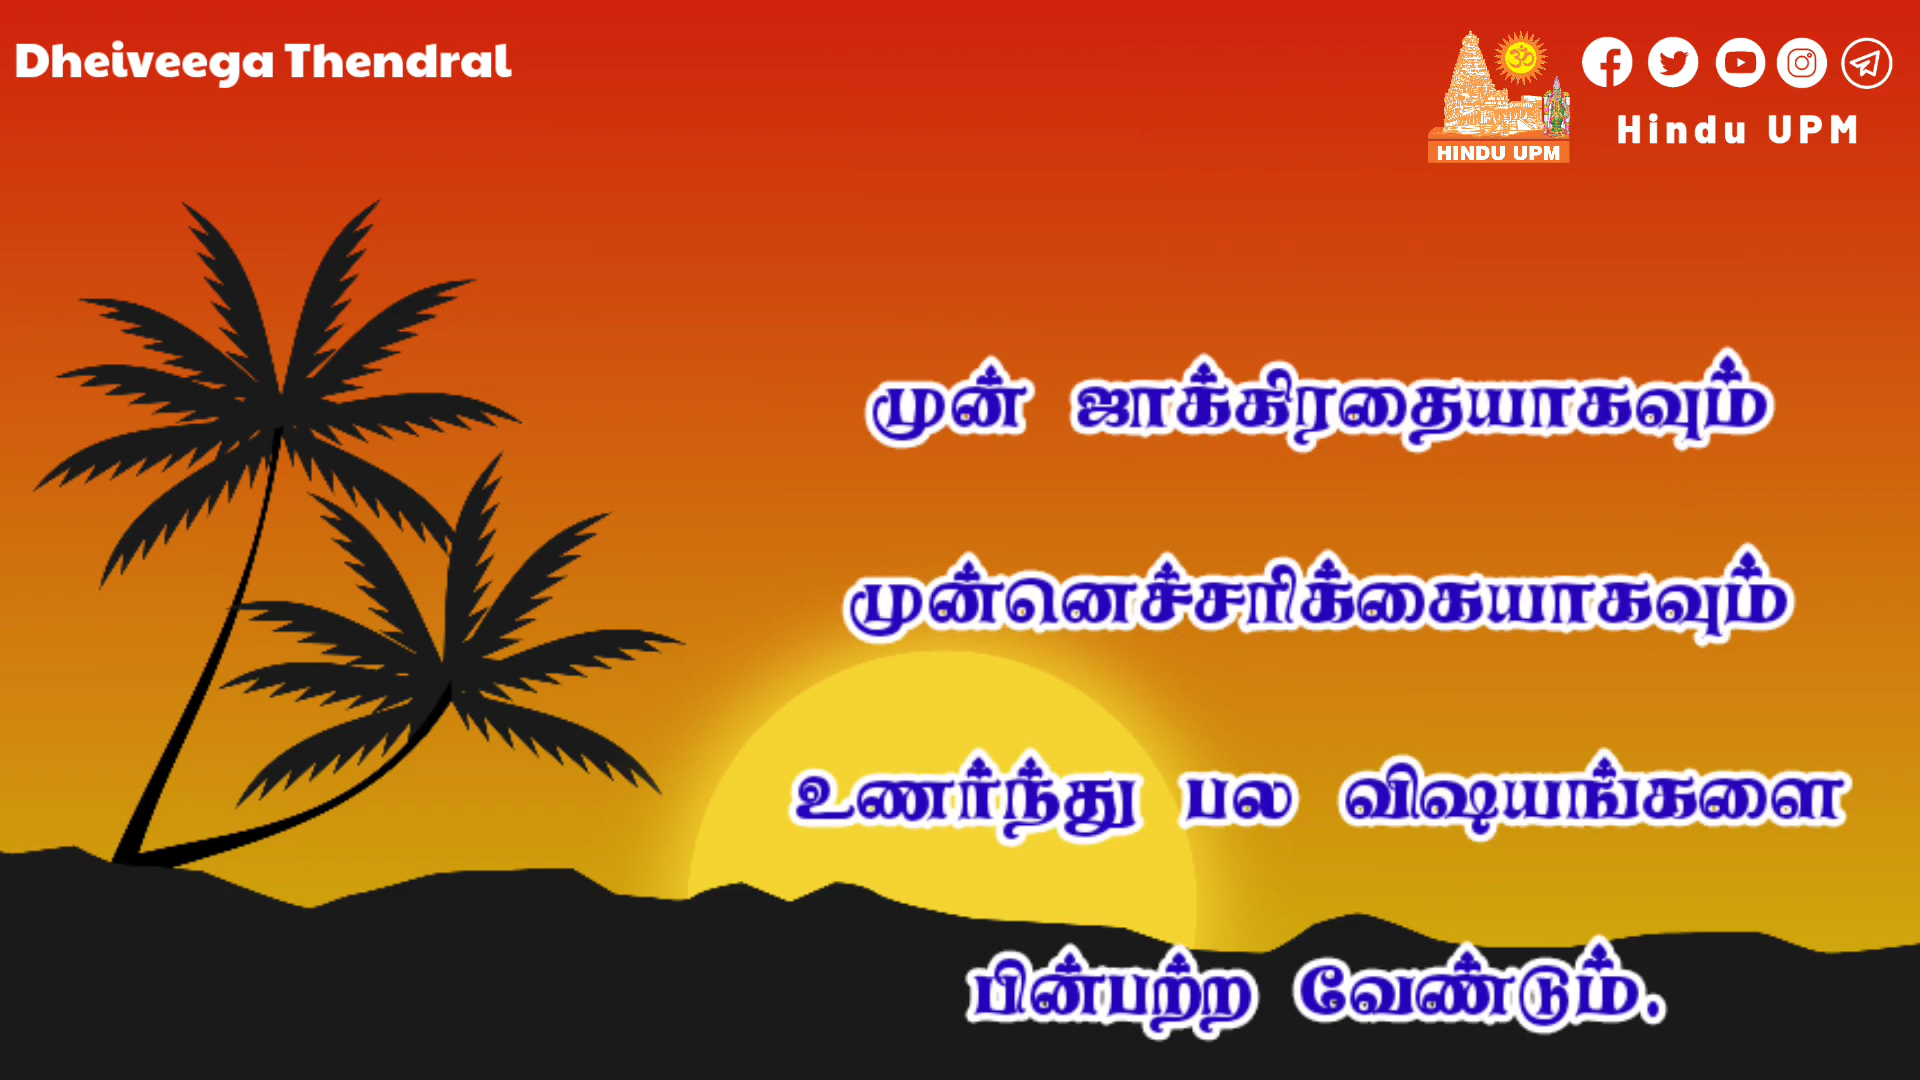 Dheiveega Thendral
HINDU UPM
Hindu UPM
முன் ஜாக்கிரதையாகவும்
முன்னெச்சரிக்கையாகவும்
உணர்ந்து பல விஷயங்களை
பின்பற்ற வேண்டும்.